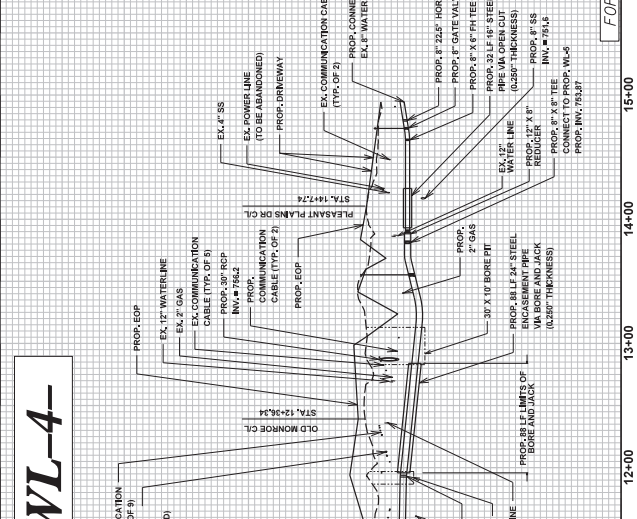 WL-4-
CATION
OF 9)
D)
PROP. EOP
EX. 12" WATERLINE
EX. 2" GAS
EX. COMMUNICATION
CABLE (TYP. OF 5)
PROP. 30" RCP
INV. = 756.2
PROP.
COMMUNICATION
CABLE (TYP. OF 2)
PROP. EOP
OLD MONROE C/L
STA. 12+36.34
PLEASANT PLAINS DR C/L
STA. 14+7.74
EX. 4" SS
EX. POWER LINE
(TO BE ABANDONED)
PROP. DRIVEWAY
EX. COMMUNICATION CAB
(TYP. OF 2)
PROP. CONNE
EX. 8" WATER
PROP. 8" 22.5° HOR
PROP. 8" GATE VAL
PROP. 8" X 6" FH TEE
PROP. 32 LF 16" STEE
PIPE VIA OPEN CUT
(0.250" THICKNESS)
PROP. 8" SS
INV. = 751.6
EX. 12"
WATER LINE
PROP. 12" X 8"
REDUCER
PROP. 8" X 8" TEE
CONNECT TO PROP. WL-5
PROP. INV. 753.87
PROP.
2" GAS
30' X 10' BORE PIT
PROP. 88 LF 24" STEEL
ENCASEMENT PIPE
VIA BORE AND JACK
(0.250" THICKNESS)
PROP. 88 LF LIMITS OF
BORE AND JACK
INE
12+00
13+00
14+00
15+00
FOR